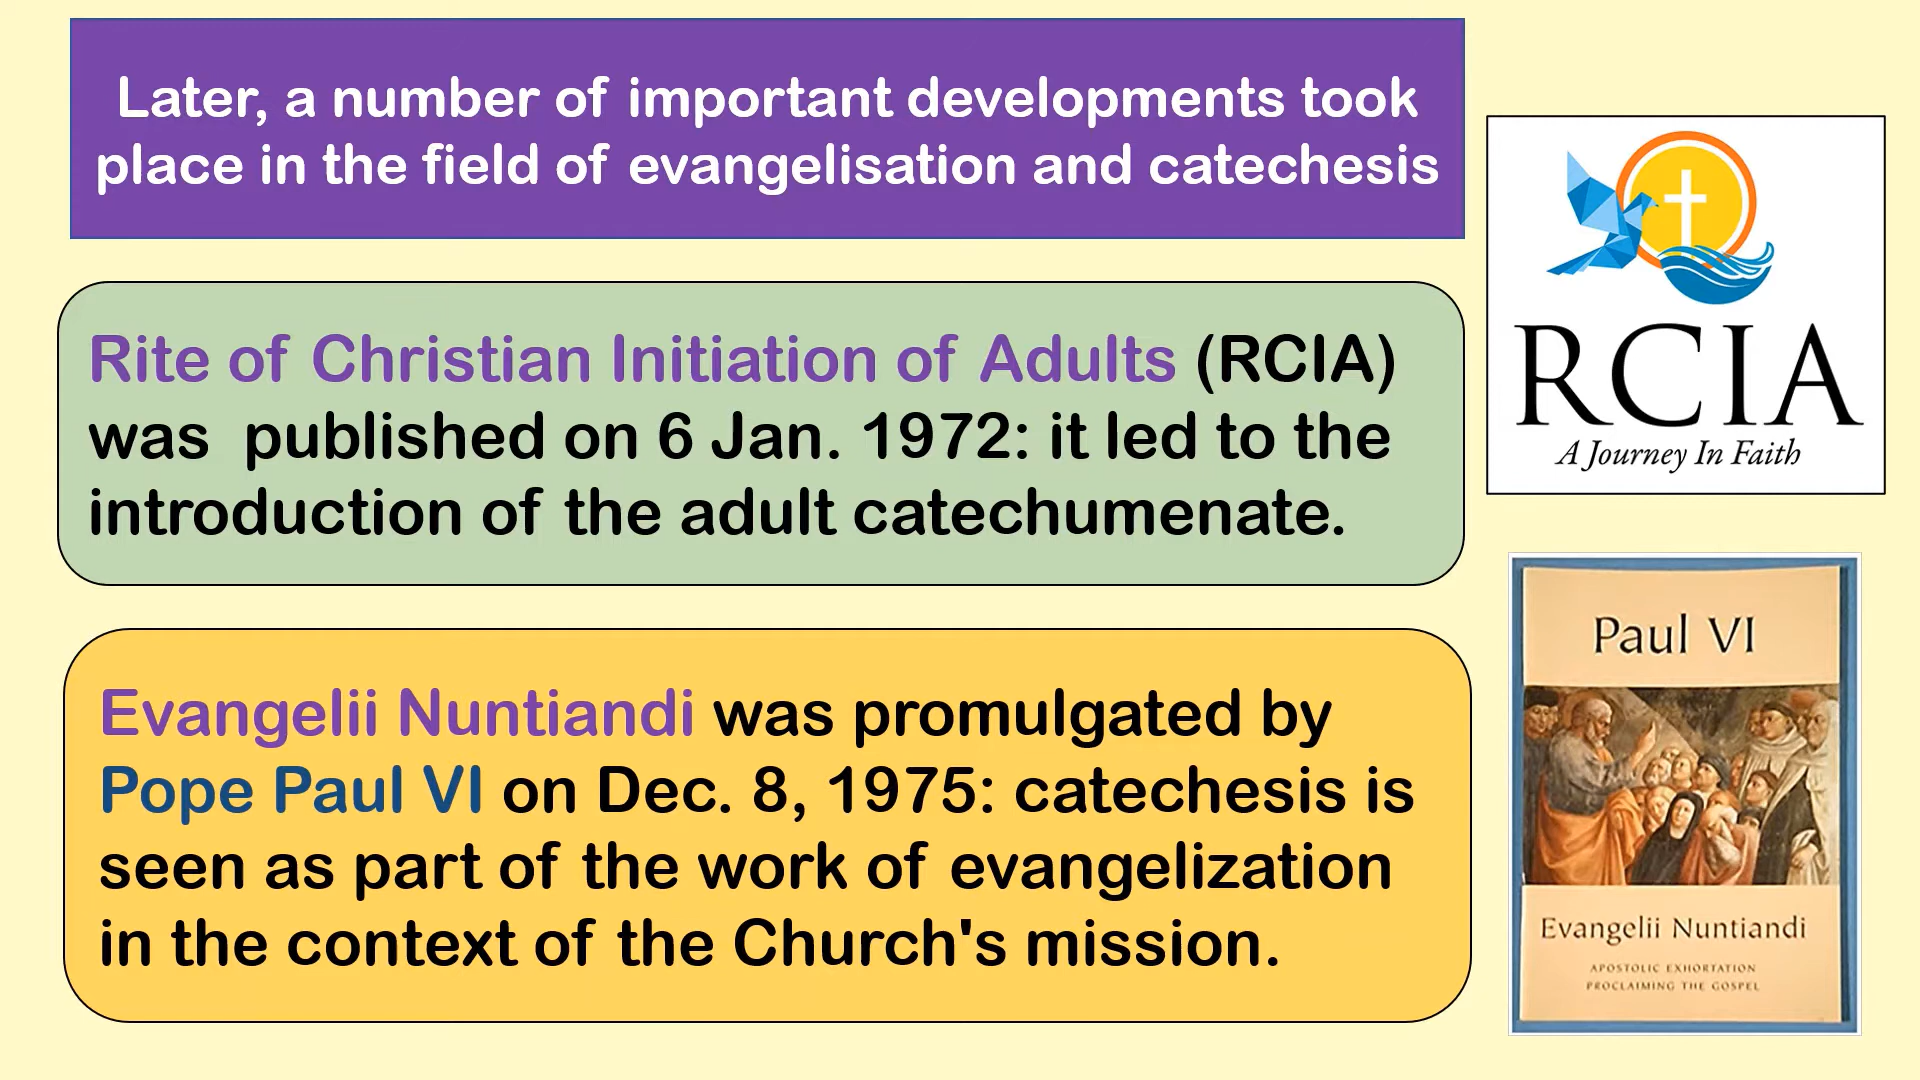 Later, a number of important developments took
place in the field of evangelisation and catechesis
Rite of Christian Initiation of Adults (RCIA)
was published on 6 Jan. 1972: it led to the
introduction of the adult catechumenate.
Evangelii Nuntiandi was promulgated by
Pope Paul VI on Dec. 8, 1975: catechesis is
seen as part of the work of evangelization
in the context of the Church's mission.
RCIA
A Journey In Faith
Paul VI
Evangelii Nuntiandi
APOSTOLIC EXHORTATION
PROCLAIMING THE GOSPEL